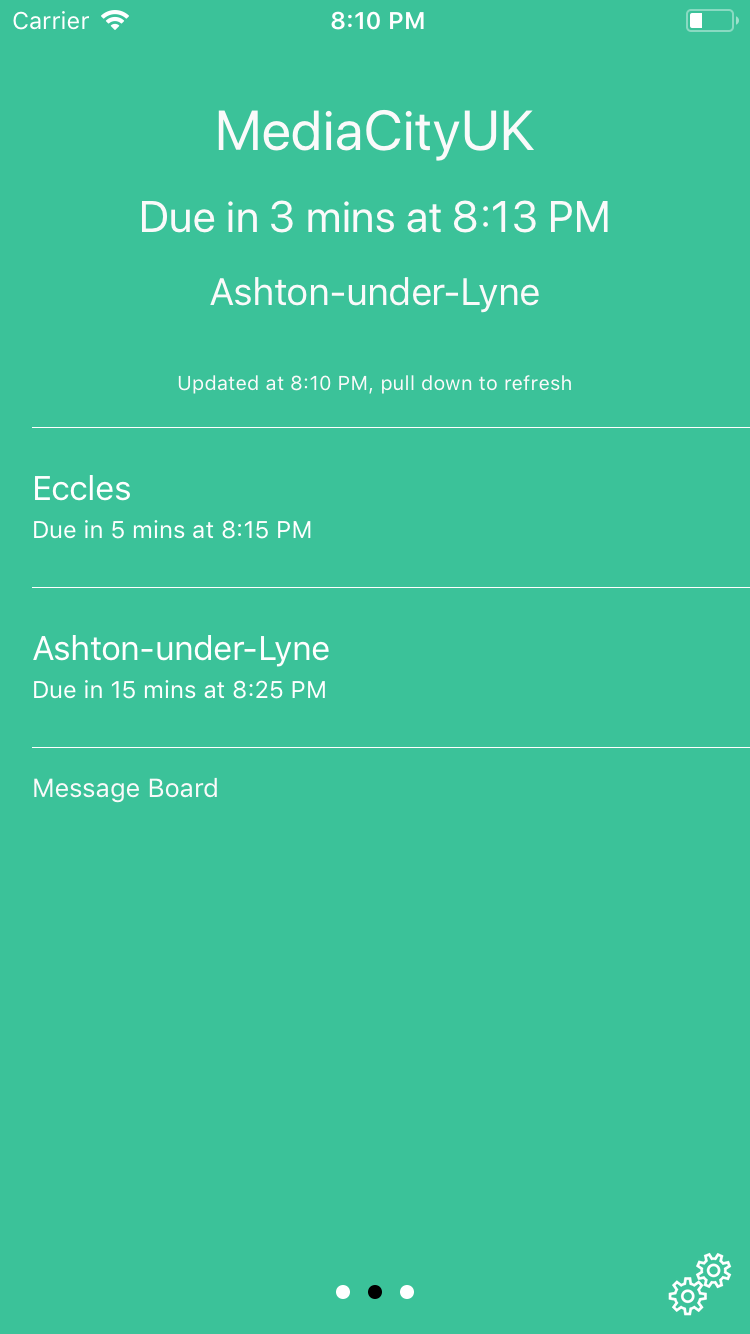 Carrier 8:10 PM
MediaCityUK
Due in 3 mins at 8:13 PM
Ashton-under-Lyne
Updated at 8:10 PM, pull down to refresh
Eccles
Due in 5 mins at 8:15 PM
Ashton-under-Lyne
Due in 15 mins at 8:25 PM
Message Board